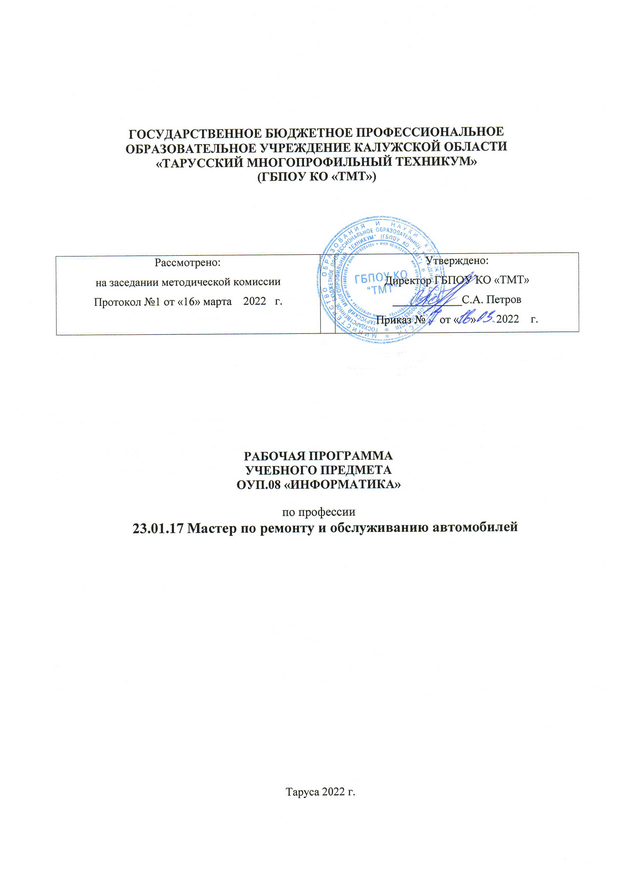 ГОСУДАРСТВЕННОЕ БЮДЖЕТНОЕ ПРОФЕССИОНАЛЬНОЕ
ОБРАЗОВАТЕЛЬНОЕ УЧРЕЖДЕНИЕ КАЛУЖСКОЙ ОБЛАСТИ
«ТАРУССКИЙ МНОГОПРОФИЛЬНЫЙ ТЕХНИКУМ»
(ГБПОУ КО «ТМТ»)
Рассмотрено:
на заседании методической комиссии
Протокол №1 от «16» марта 2022 г.
Утверждено:
Директор ГБПОУ КО «ТМТ»
С.А. Петров
Приказ № от «16» 03 2022 г.
ГБПОУ КО
"ТМТ"
РАБОЧАЯ ПРОГРАММА
УЧЕБНОГО ПРЕДМЕТА
ОУП.08 «ИНФОРМАТИКА»
по профессии
23.01.17 Мастер по ремонту и обслуживанию автомобилей
Таруса 2022 г.